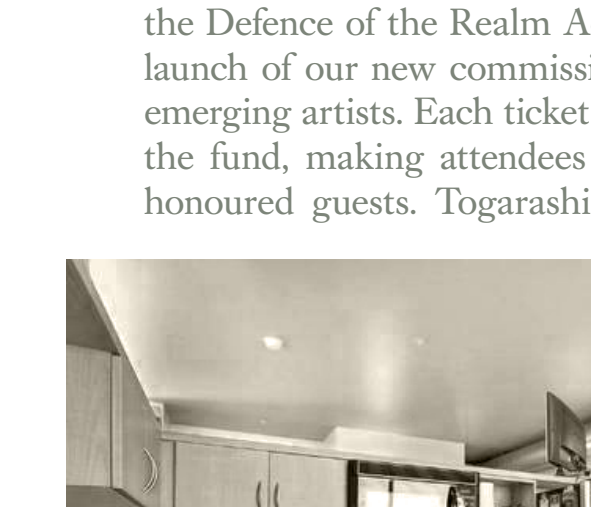 the Defence of the Realm A
launch of our new commissi
emerging artists. Each ticket
the fund, making attendees
honoured guests. Togarashi